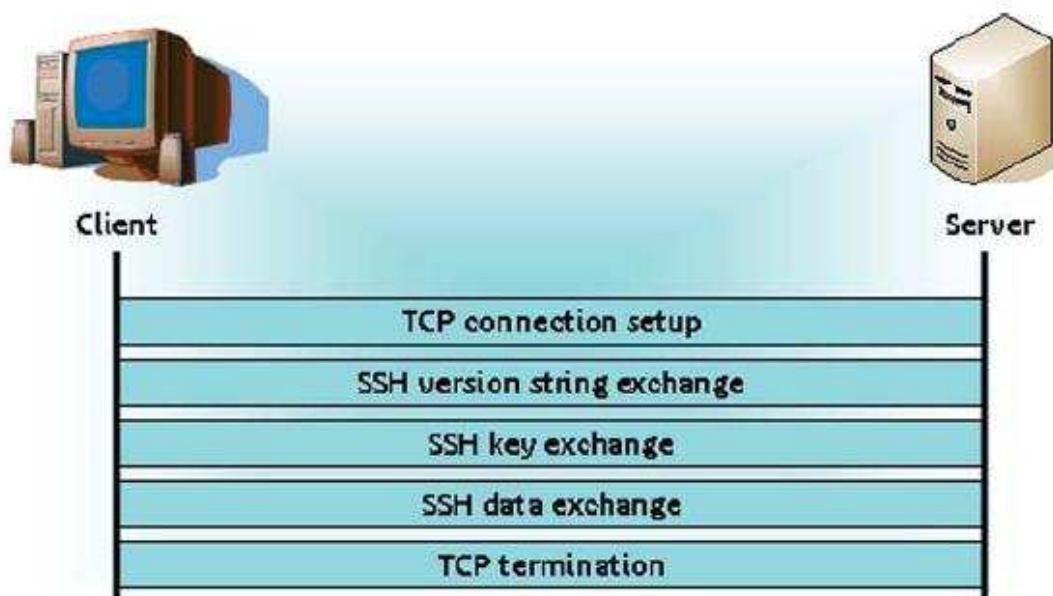 Client
Server
TCP connection setup
SSH version string exchange
SSH key exchange
SSH data exchange
TCP termination